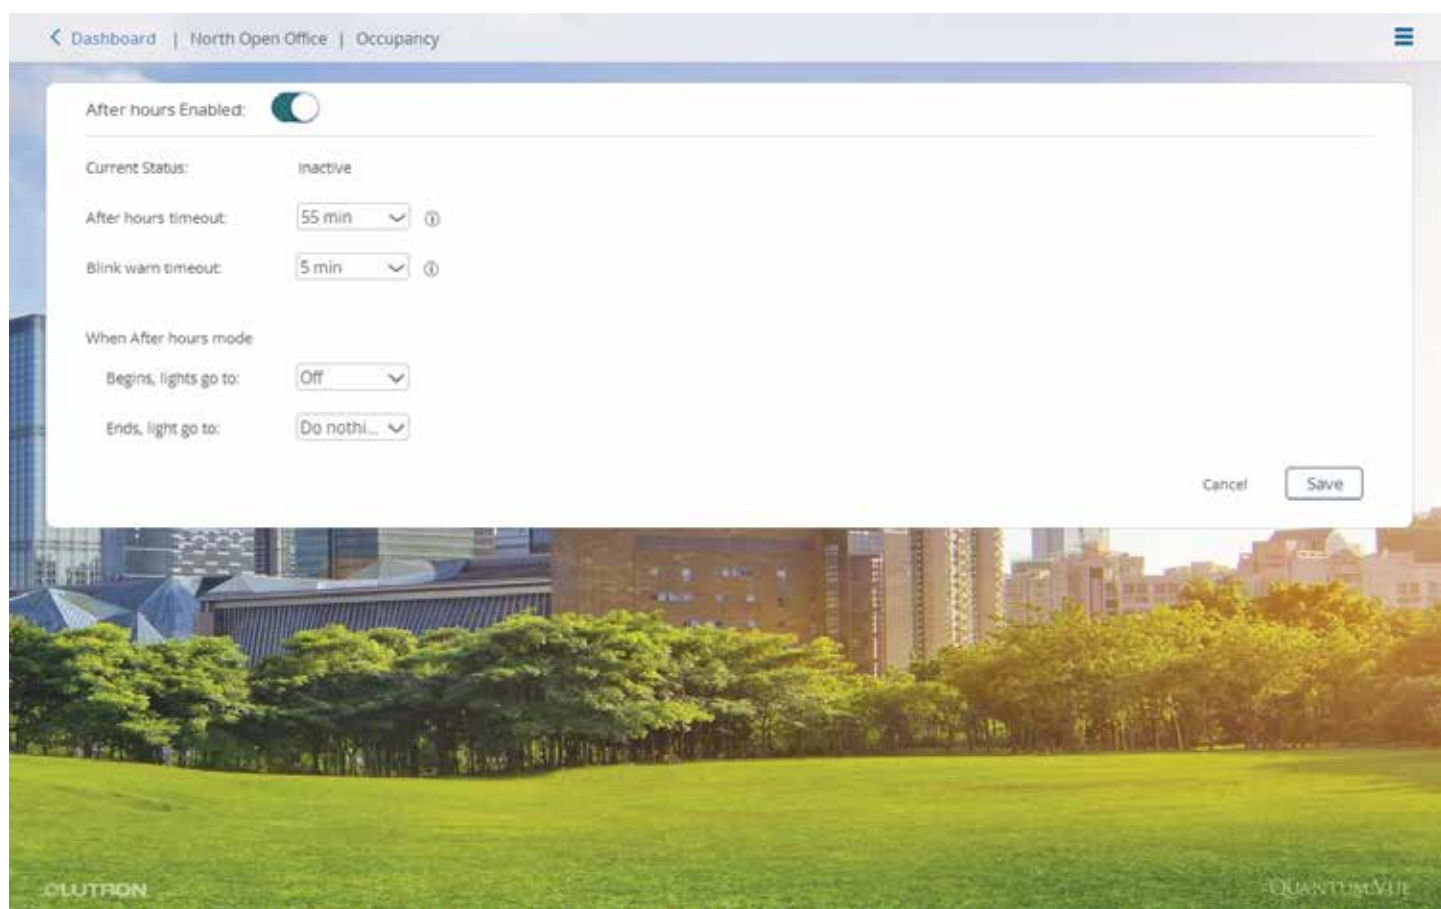 Dashboard | North Open Office | Occupancy
After hours Enabled:
Current Status: Inactive
After hours timeout: 55 min
Blink warn timeout: 5 min
When After hours mode
Begins, lights go to: Off
Ends, light go to: Do nothi...
Cancel Save
LUTRON QUANTUM VUE